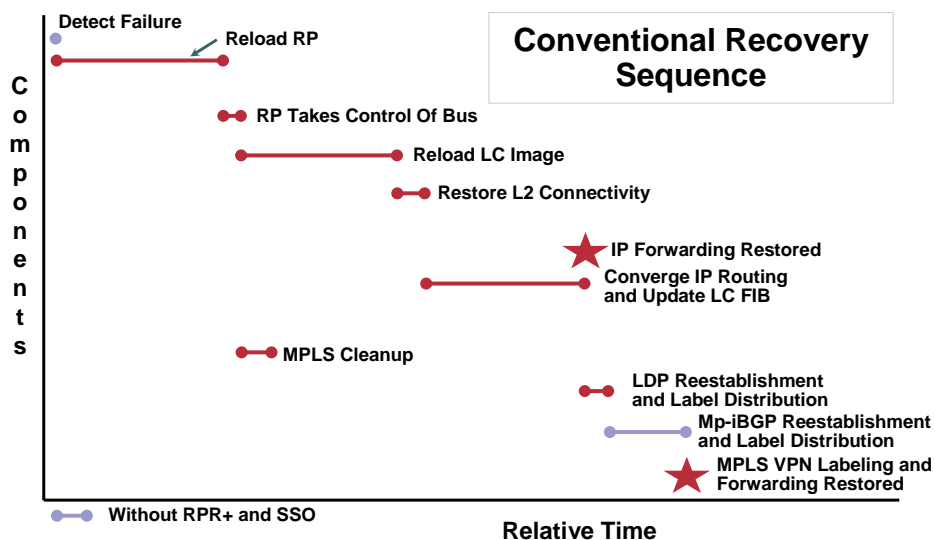 Detect Failure
Reload RP
Conventional Recovery
Sequence
Components
RP Takes Control Of Bus
Reload LC Image
Restore L2 Connectivity
IP Forwarding Restored
Converge IP Routing
and Update LC FIB
MPLS Cleanup
LDP Reestablishment
and Label Distribution
Mp-iBGP Reestablishment
and Label Distribution
MPLS VPN Labeling and
Forwarding Restored
Without RPR+ and SSO
Relative Time